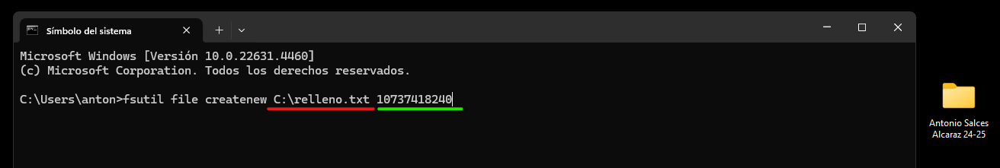 Símbolo del sistema
Microsoft Windows [Versión 10.0.22631.4460]
(c) Microsoft Corporation. Todos los derechos reservados.
C:\Users\anton>fsutil file createnew C:\relleno.txt 10737418240
Antonio Salces
Alcaraz 24-25